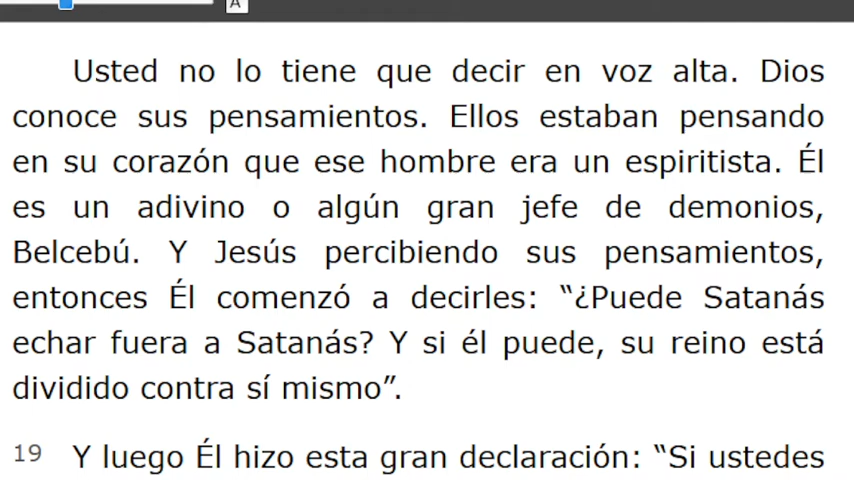 A
Usted no lo tiene que decir en voz alta. Dios
conoce sus pensamientos. Ellos estaban pensando
en su corazón que ese hombre era un espiritista. Él
es un adivino o algún gran jefe de demonios,
Belcebú. Y Jesús percibiendo sus pensamientos,
entonces Él comenzó a decirles: “¿Puede Satanás
echar fuera a Satanás? Y si él puede, su reino está
dividido contra sí mismo”.
19 Y luego Él hizo esta gran declaración: “Si ustedes